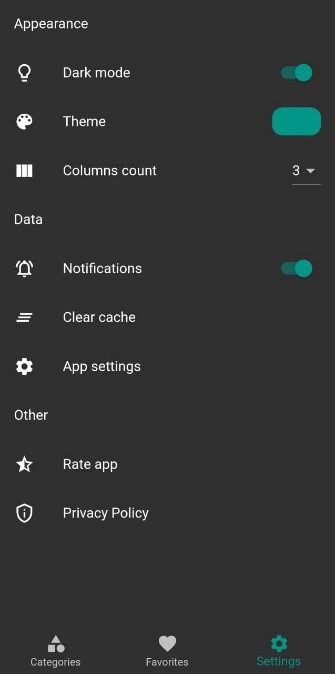 Appearance
Dark mode
Theme
Columns count 3
Data
Notifications
Clear cache
App settings
Other
Rate app
Privacy Policy
Categories Favorites Settings